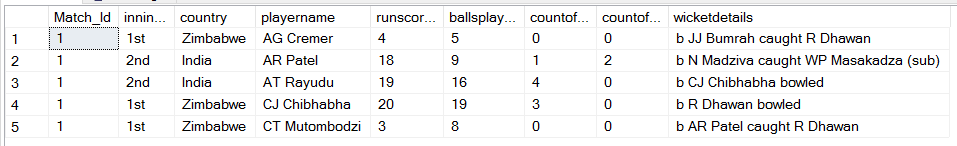 Match_Id innin... country playername runscor... ballsplay... countof... countof... wicketdetails
1 1 1st Zimbabwe AG Cremer 4 5 0 0 b JJ Bumrah caught R Dhawan
2 1 2nd India AR Patel 18 9 1 2 b N Madziva caught WP Masakadza (sub)
3 1 2nd India AT Rayudu 19 16 4 0 b CJ Chibhabha bowled
4 1 1st Zimbabwe CJ Chibhabha 20 19 3 0 b R Dhawan bowled
5 1 1st Zimbabwe CT Mutombodzi 3 8 0 0 b AR Patel caught R Dhawan